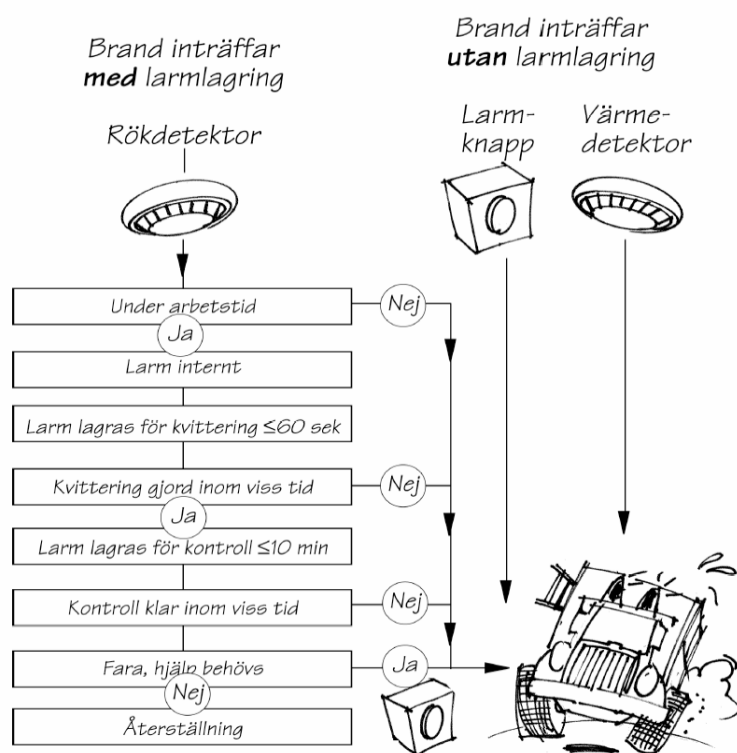 Brand inträffar
med larmlagring
Rökdetektor
Brand inträffar
utan larmlagring
Larm-
knapp
Värme-
detektor
Under arbetstid
Nej
Ja
Larm internt
Larm lagras för kvittering ≤60 sek
Kvittering gjord inom viss tid
Nej
Ja
Larm lagras för kontroll ≤10 min
Kontroll klar inom viss tid
Nej
Fara, hjälp behövs
Ja
Nej
Återställning